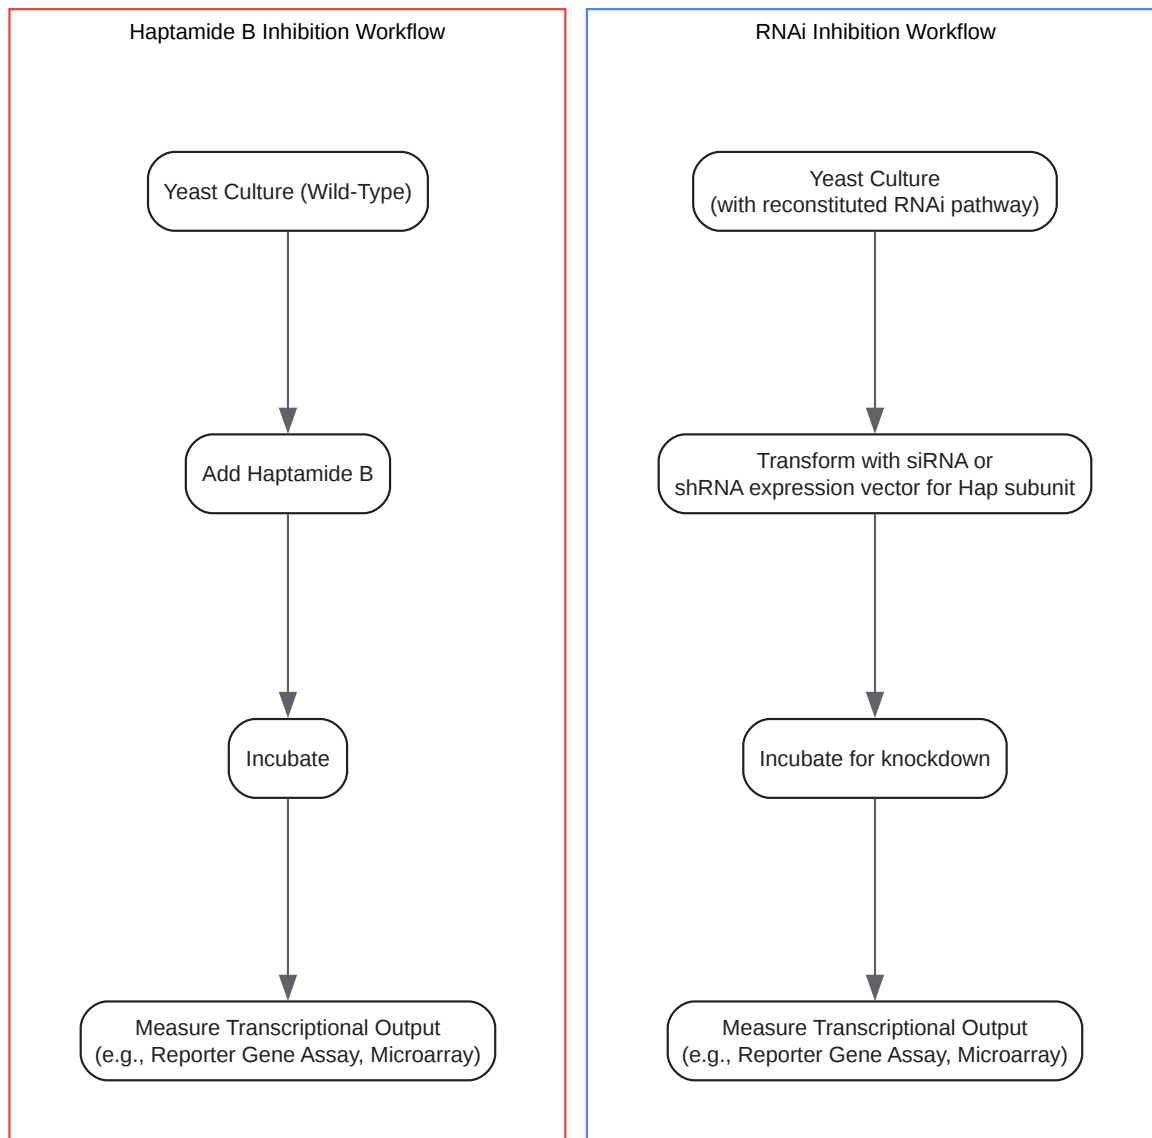 Haptamide B Inhibition Workflow
Yeast Culture (Wild-Type)
Add Haptamide B
Incubate
Measure Transcriptional Output
(e.g., Reporter Gene Assay, Microarray)
RNAi Inhibition Workflow
Yeast Culture
(with reconstituted RNAi pathway)
Transform with siRNA or
shRNA expression vector for Hap subunit
Incubate for knockdown
Measure Transcriptional Output
(e.g., Reporter Gene Assay, Microarray)